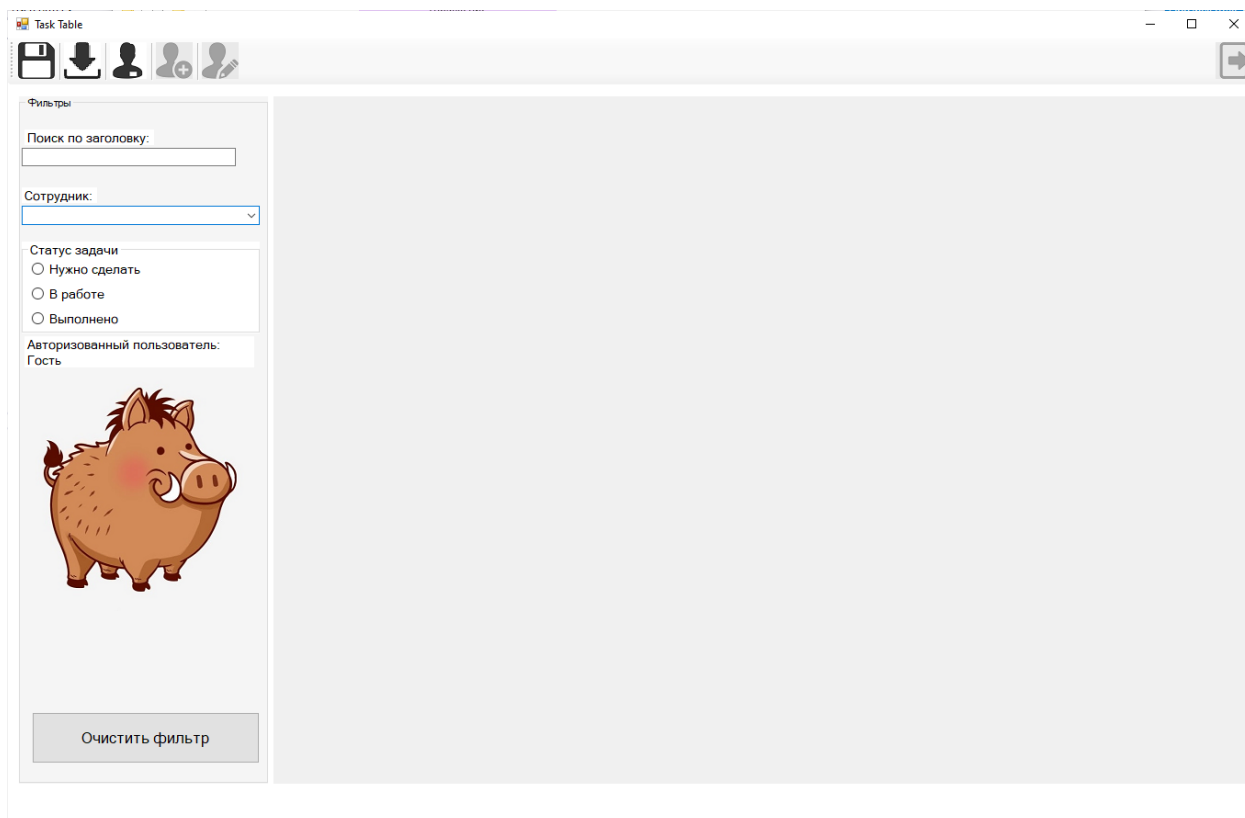 Task Table
Фильтры
Поиск по заголовку:
Сотрудник:
Статус задачи
Нужно сделать
В работе
Выполнено
Авторизованный пользователь:
Гость
Очистить фильтр